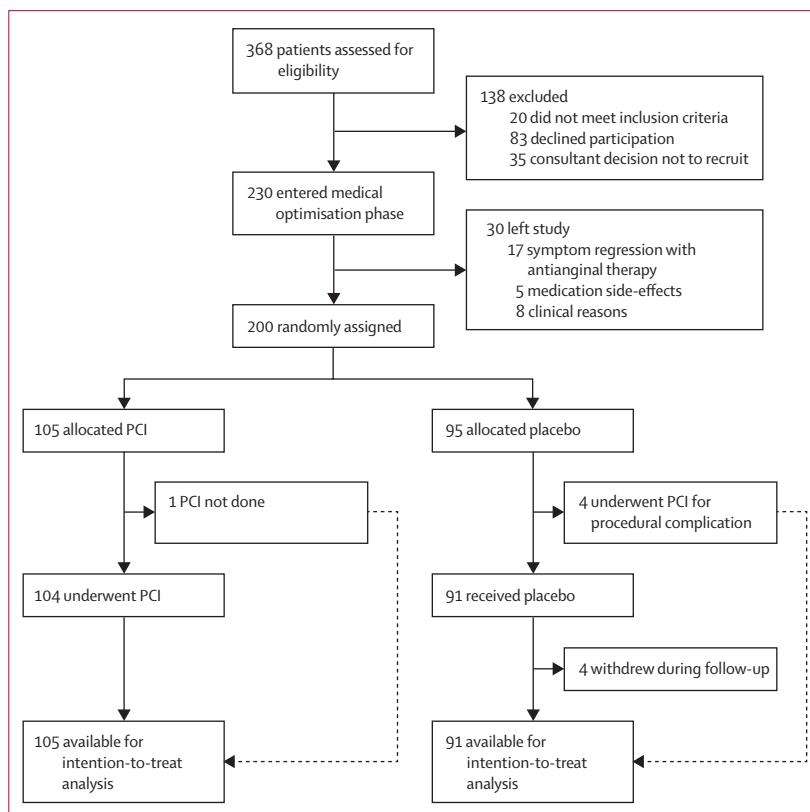 368 patients assessed for
eligibility
138 excluded
20 did not meet inclusion criteria
83 declined participation
35 consultant decision not to recruit
230 entered medical
optimisation phase
30 left study
17 symptom regression with
antianginal therapy
5 medication side-effects
8 clinical reasons
200 randomly assigned
105 allocated PCI
95 allocated placebo
1 PCI not done
4 underwent PCI for
procedural complication
104 underwent PCI
91 received placebo
4 withdrew during follow-up
105 available for
intention-to-treat
analysis
91 available for
intention-to-treat
analysis